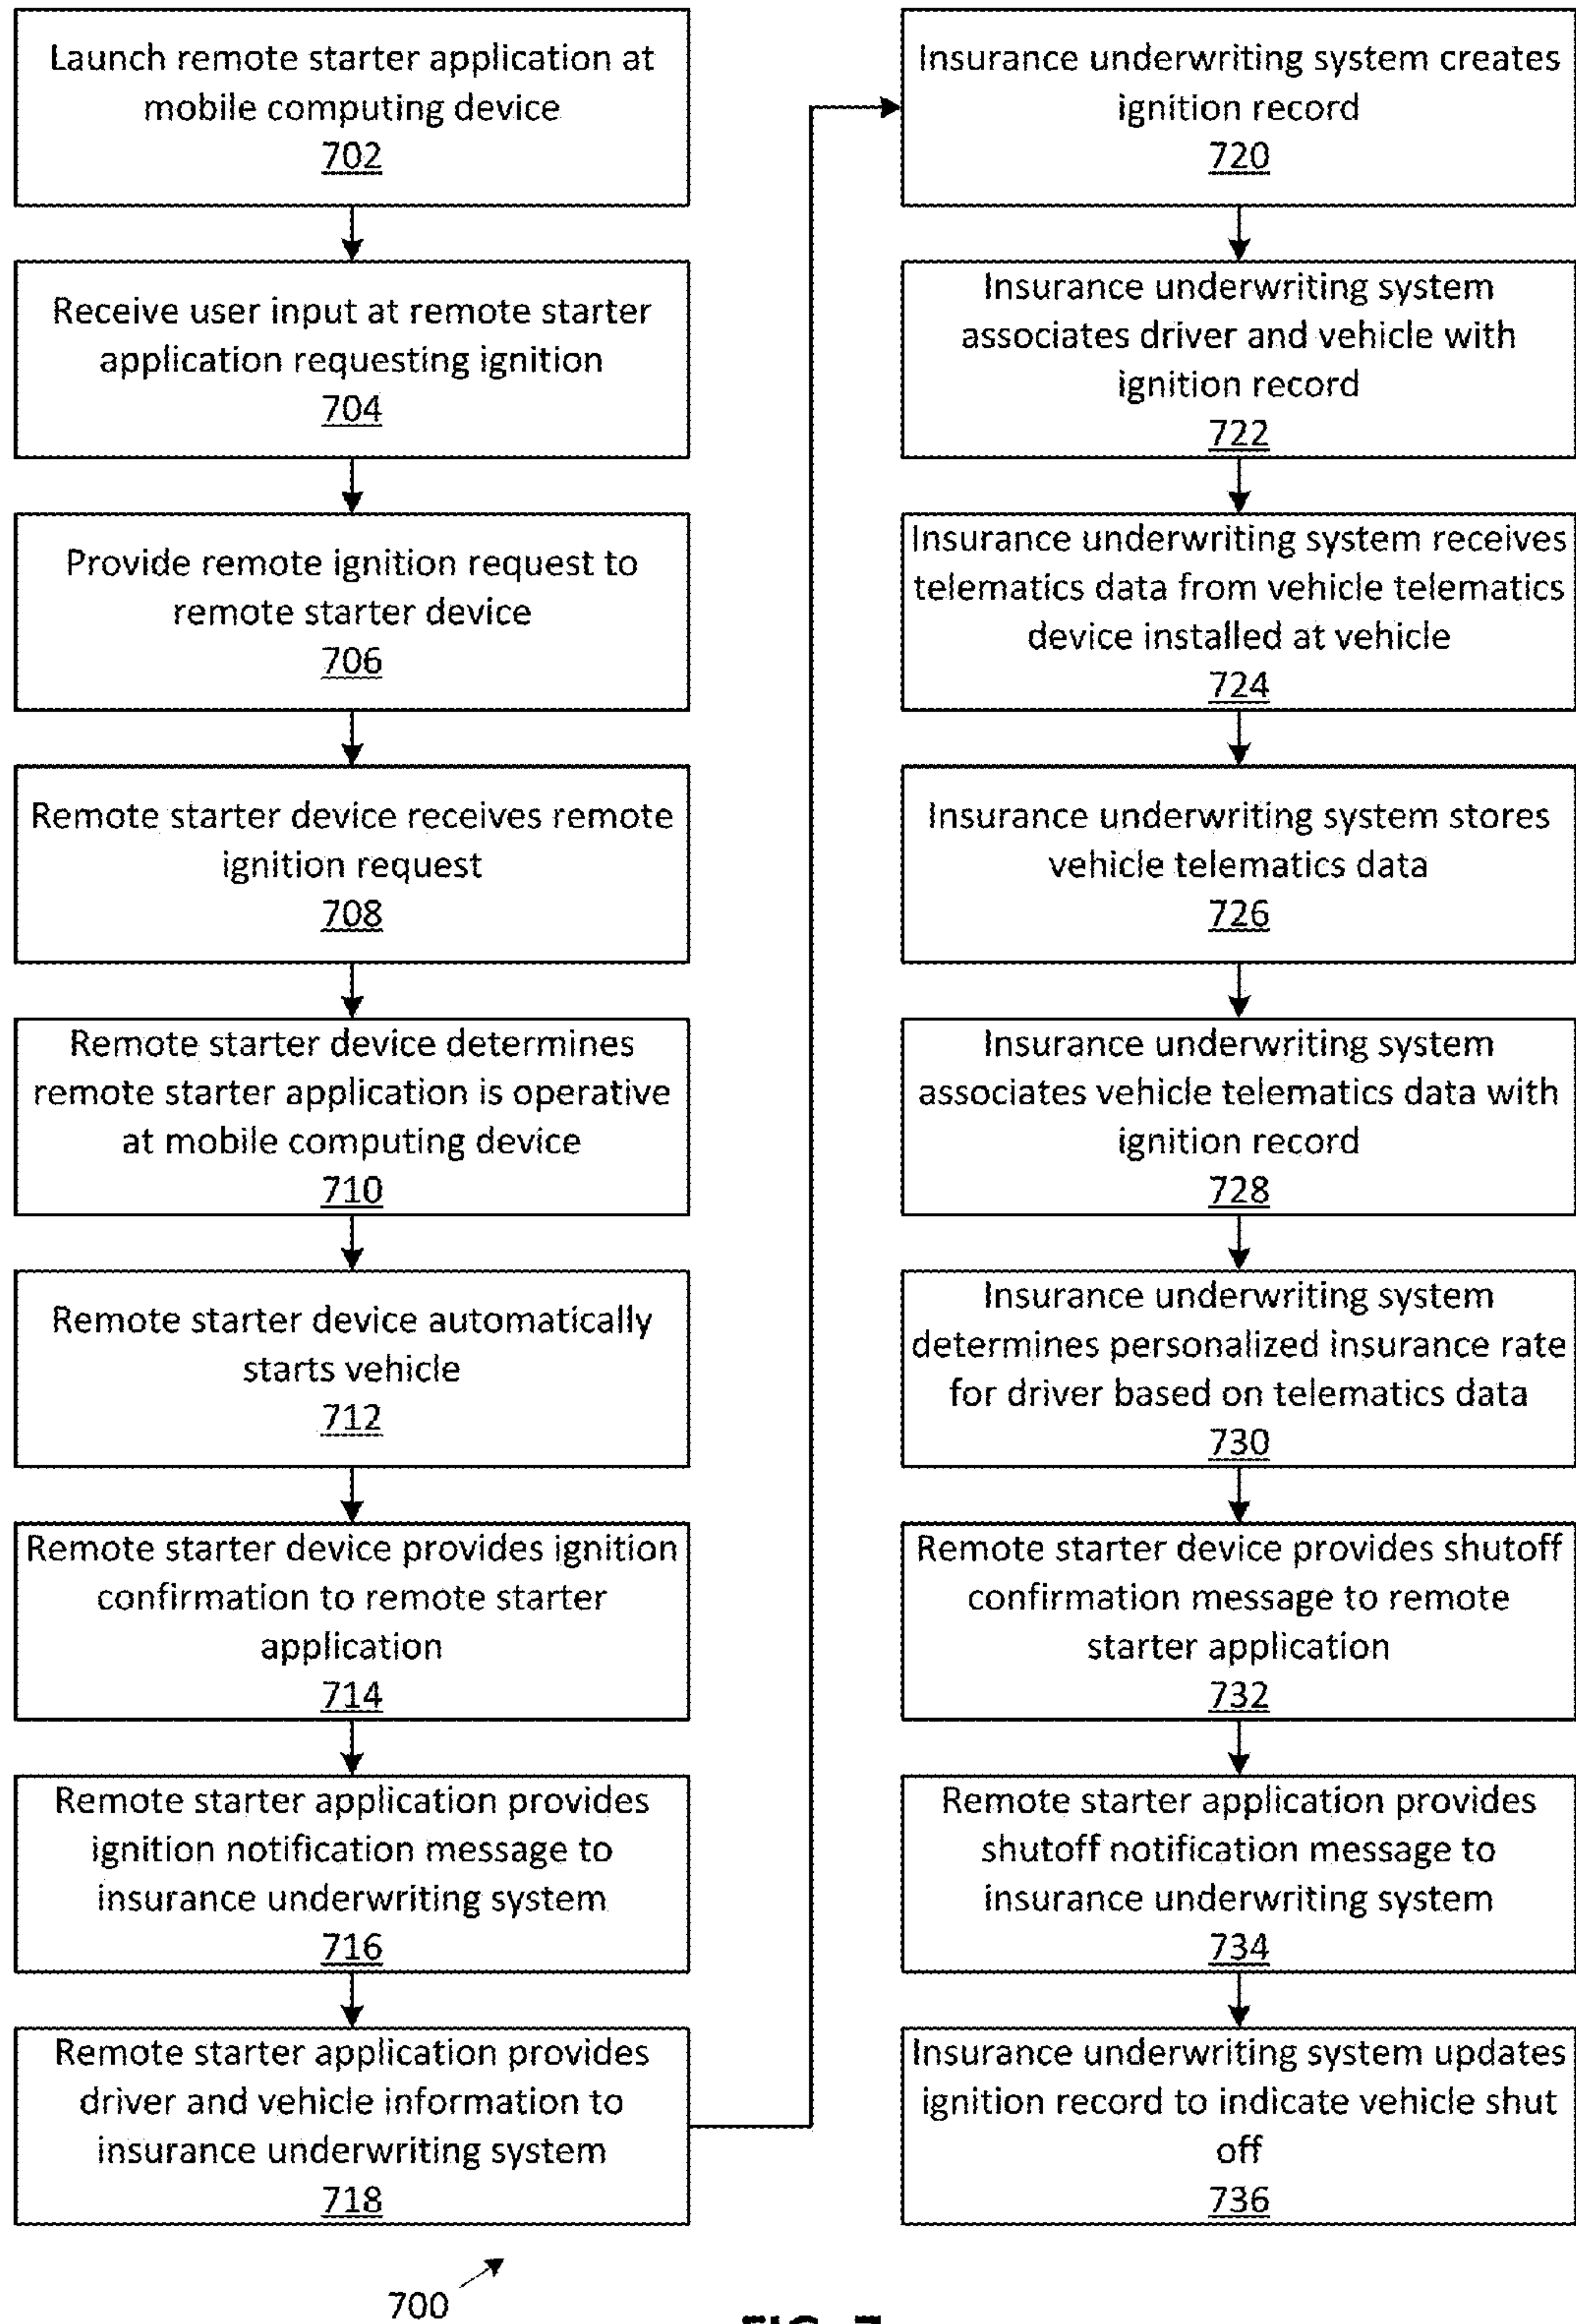 Launch remote starter application at
mobile computing device
702
Receive user input at remote starter
application requesting ignition
704
Provide remote ignition request to
remote starter device
706
Remote starter device receives remote
ignition request
708
Remote starter device determines
remote starter application is operative
at mobile computing device
710
Remote starter device automatically
starts vehicle
712
Remote starter device provides ignition
confirmation to remote starter
application
714
Remote starter application provides
ignition notification message to
insurance underwriting system
716
Remote starter application provides
driver and vehicle information to
insurance underwriting system
718
Insurance underwriting system creates
ignition record
720
Insurance underwriting system
associates driver and vehicle with
ignition record
722
Insurance underwriting system receives
telematics data from vehicle telematics
device installed at vehicle
724
Insurance underwriting system stores
vehicle telematics data
726
Insurance underwriting system
associates vehicle telematics data with
ignition record
728
Insurance underwriting system
determines personalized insurance rate
for driver based on telematics data
730
Remote starter device provides shutoff
confirmation message to remote
starter application
732
Remote starter application provides
shutoff notification message to
insurance underwriting system
734
Insurance underwriting system updates
ignition record to indicate vehicle shut
off
736
700